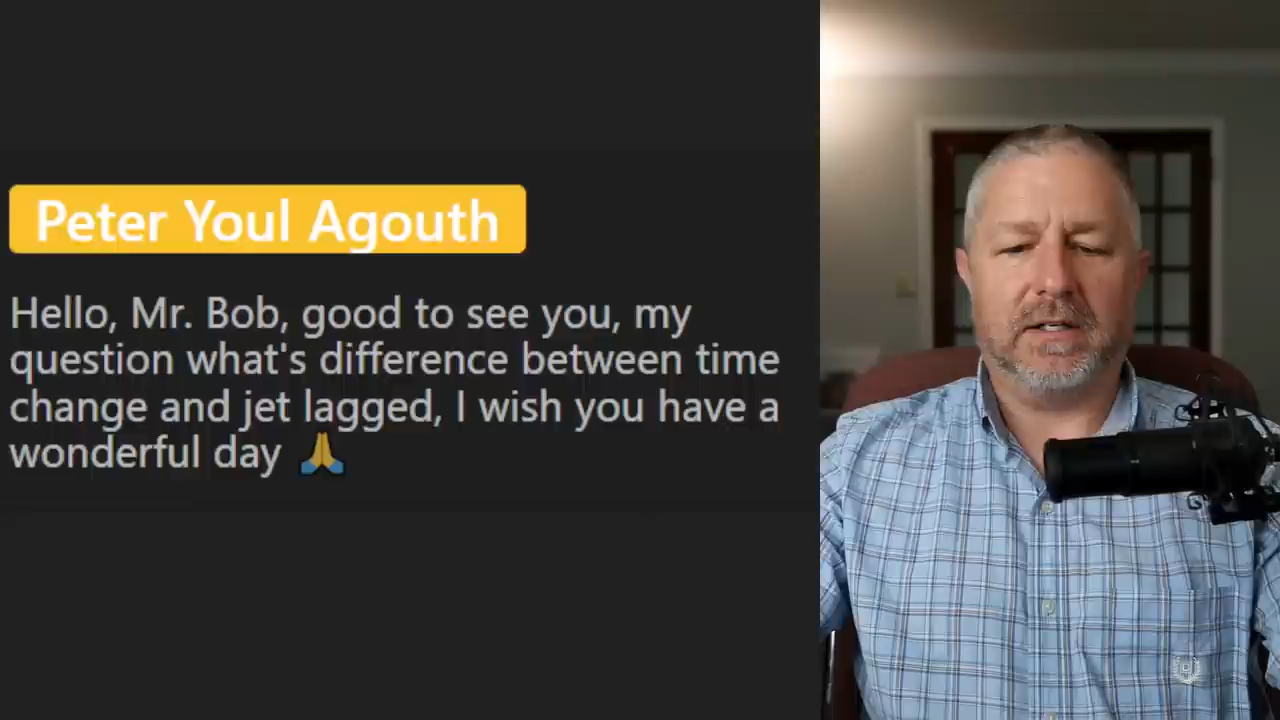 Peter Youl Agouth
Hello, Mr. Bob, good to see you, my
question what's difference between time
change and jet lagged, I wish you have a
wonderful day 🙏